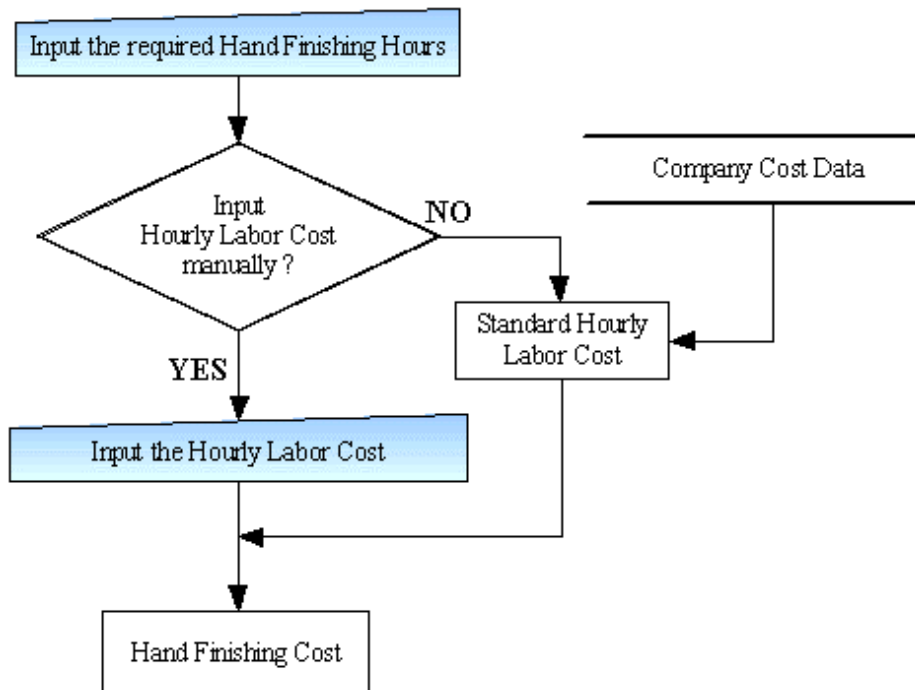 Input the required Hand Finishing Hours
Input
Hourly Labor Cost
manually ?
NO
Company Cost Data
Standard Hourly
Labor Cost
YES
Input the Hourly Labor Cost
Hand Finishing Cost